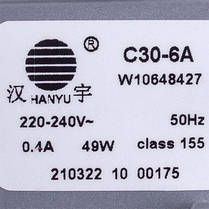 ®
C30-6A
W10648427
汉宇
HANYU
220-240V~ 50Hz
0.4A 49W class 155
210322 10 00175